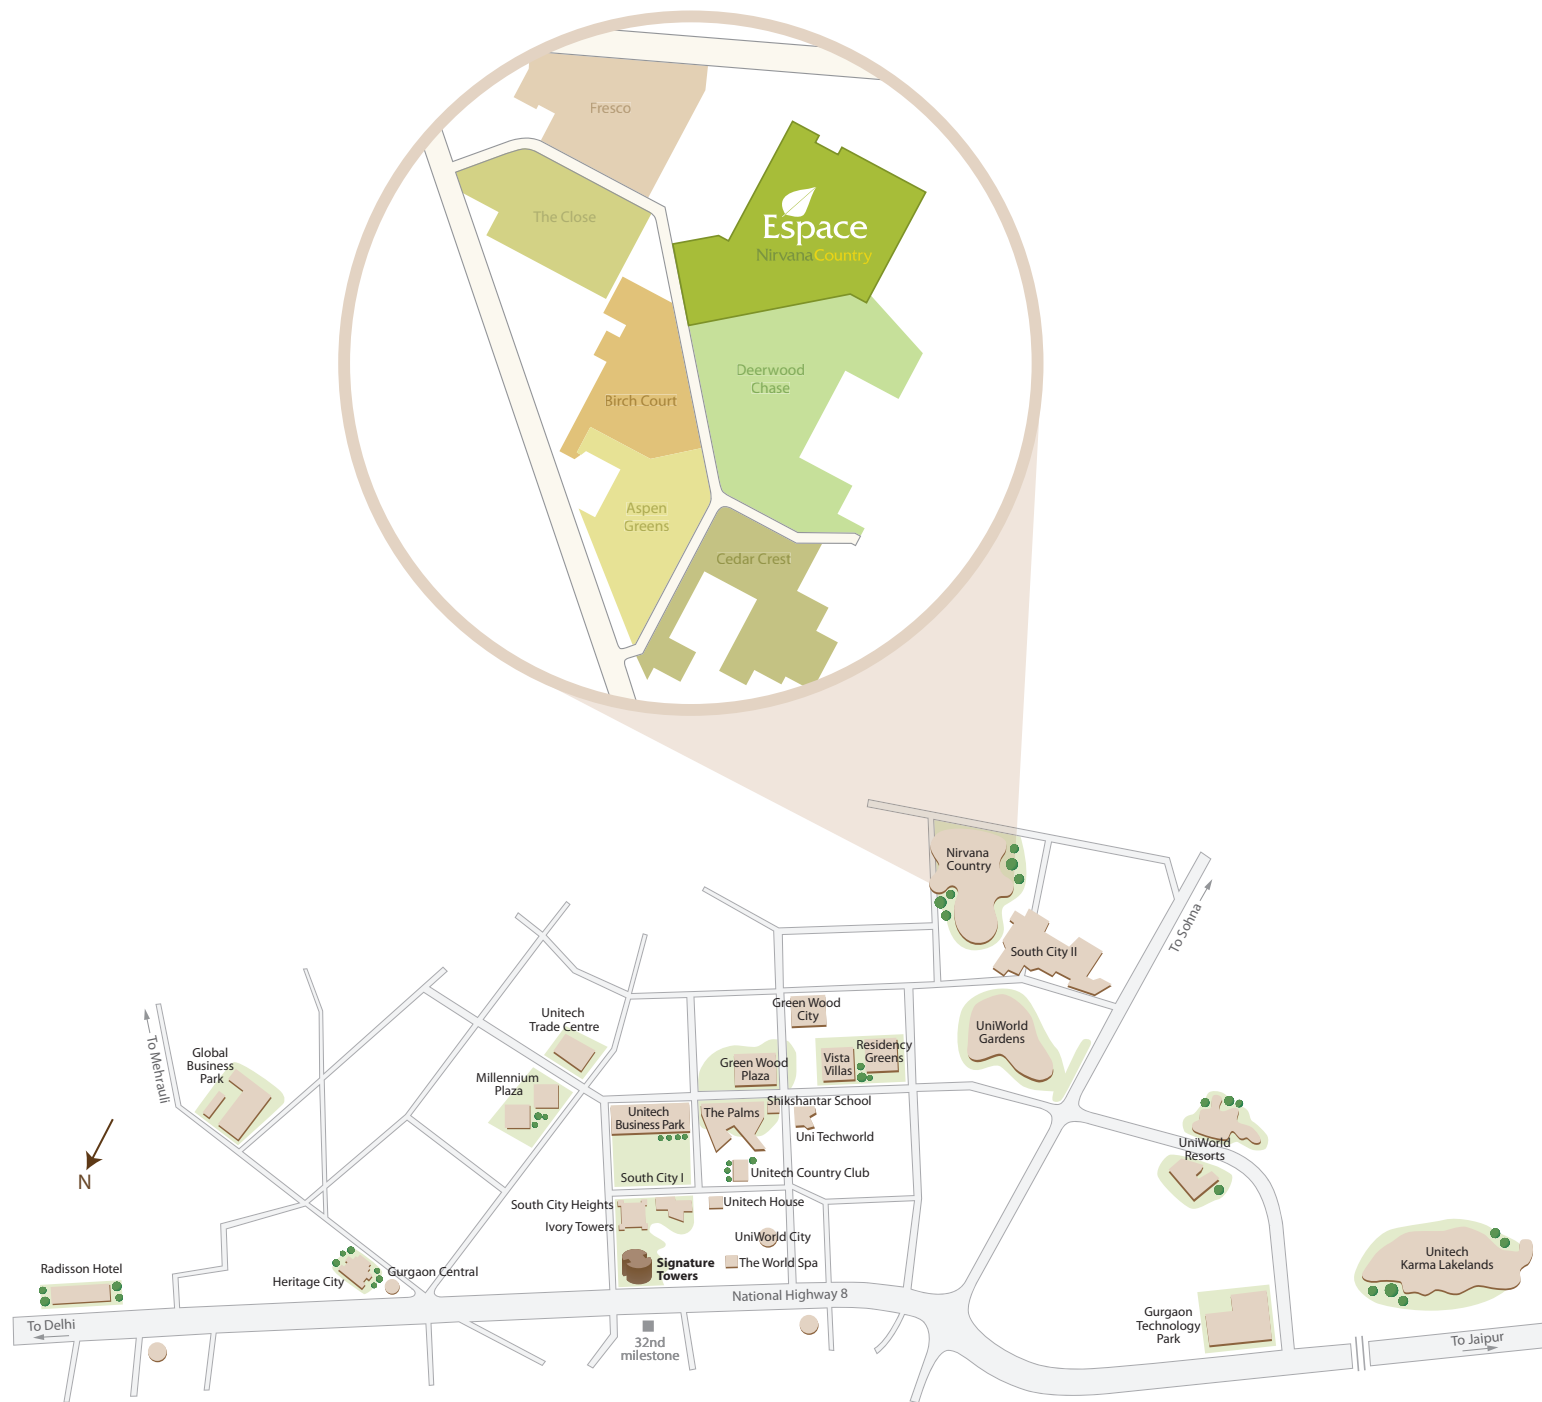 Fresco
The Close
Espace
Nirvana Country
Birch Court
Deerwood
Chase
Aspen
Greens
Cedar Crest
Nirvana
Country
South City II
To Sohna
Green Wood
City
UniWorld
Gardens
Unitech
Trade Centre
To Mehrauli
Global
Business
Park
Millennium
Plaza
Green Wood
Plaza
Vista
Villas
Residency
Greens
Unitech
Business Park
The Palms
Shikshantar School
Uni Techworld
UniWorld
Resorts
N
South City I
Unitech Country Club
South City Heights
Ivory Towers
Unitech House
UniWorld City
Signature
Towers
The World Spa
Radisson Hotel
Heritage City
Gurgaon Central
Unitech
Karma Lakelands
National Highway 8
To Delhi
32nd
milestone
Gurgaon
Technology
Park
To Jaipur